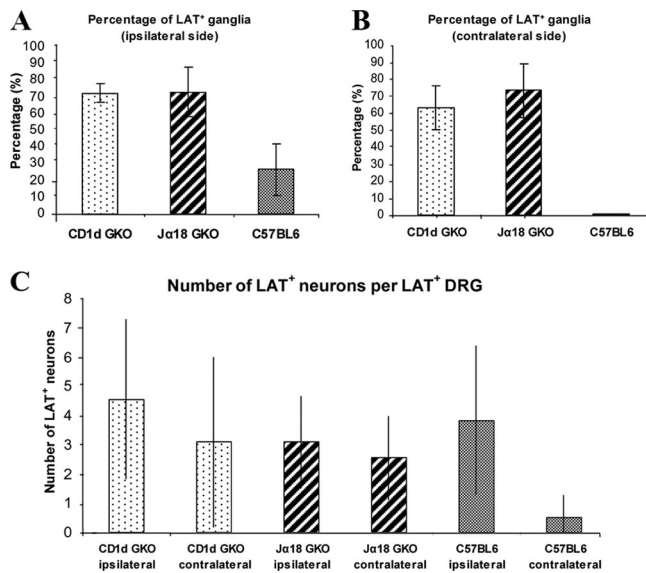 A
Percentage of LAT⁺ ganglia
(ipsilateral side)
Percentage (%)
100
90
80
70
60
50
40
30
20
10
0
CD1d GKO
Jα18 GKO
C57BL6
B
Percentage of LAT⁺ ganglia
(contralateral side)
Percentage (%)
100
90
80
70
60
50
40
30
20
10
0
CD1d GKO
Jα18 GKO
C57BL6
C
Number of LAT⁺ neurons per LAT⁺ DRG
Number of LAT⁺ neurons
8
7
6
5
4
3
2
1
0
CD1d GKO
ipsilateral
CD1d GKO
contralateral
Jα18 GKO
ipsilateral
Jα18 GKO
contralateral
C57BL6
ipsilateral
C57BL6
contralateral